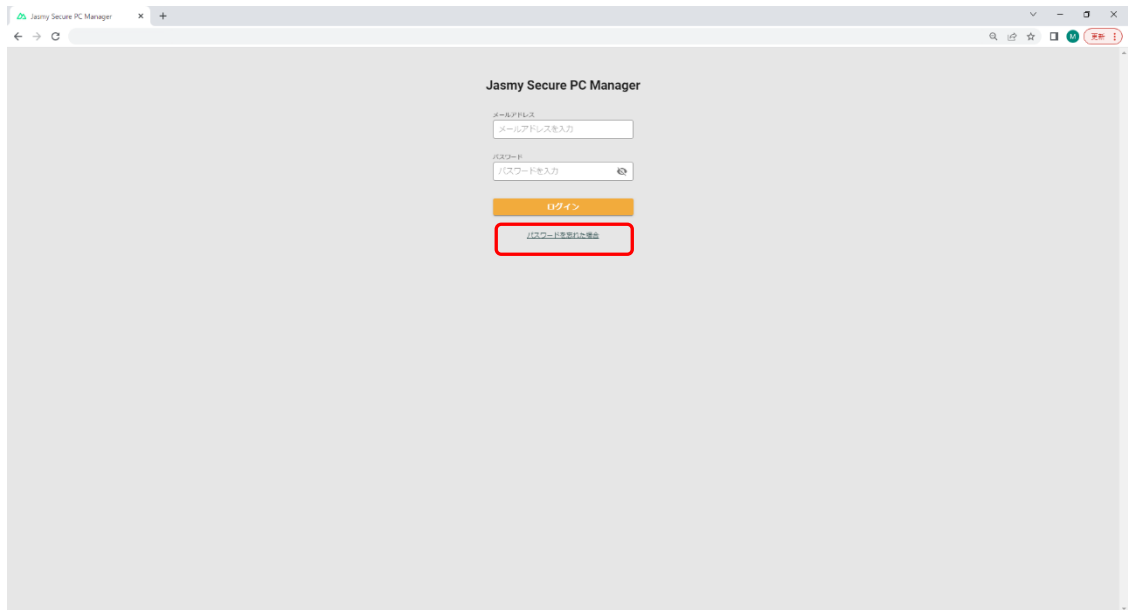 Jasmy Secure PC Manager
M
更新
Jasmy Secure PC Manager
メールアドレス
メールアドレスを入力
パスワード
パスワードを入力
ログイン
パスワードを忘れた場合